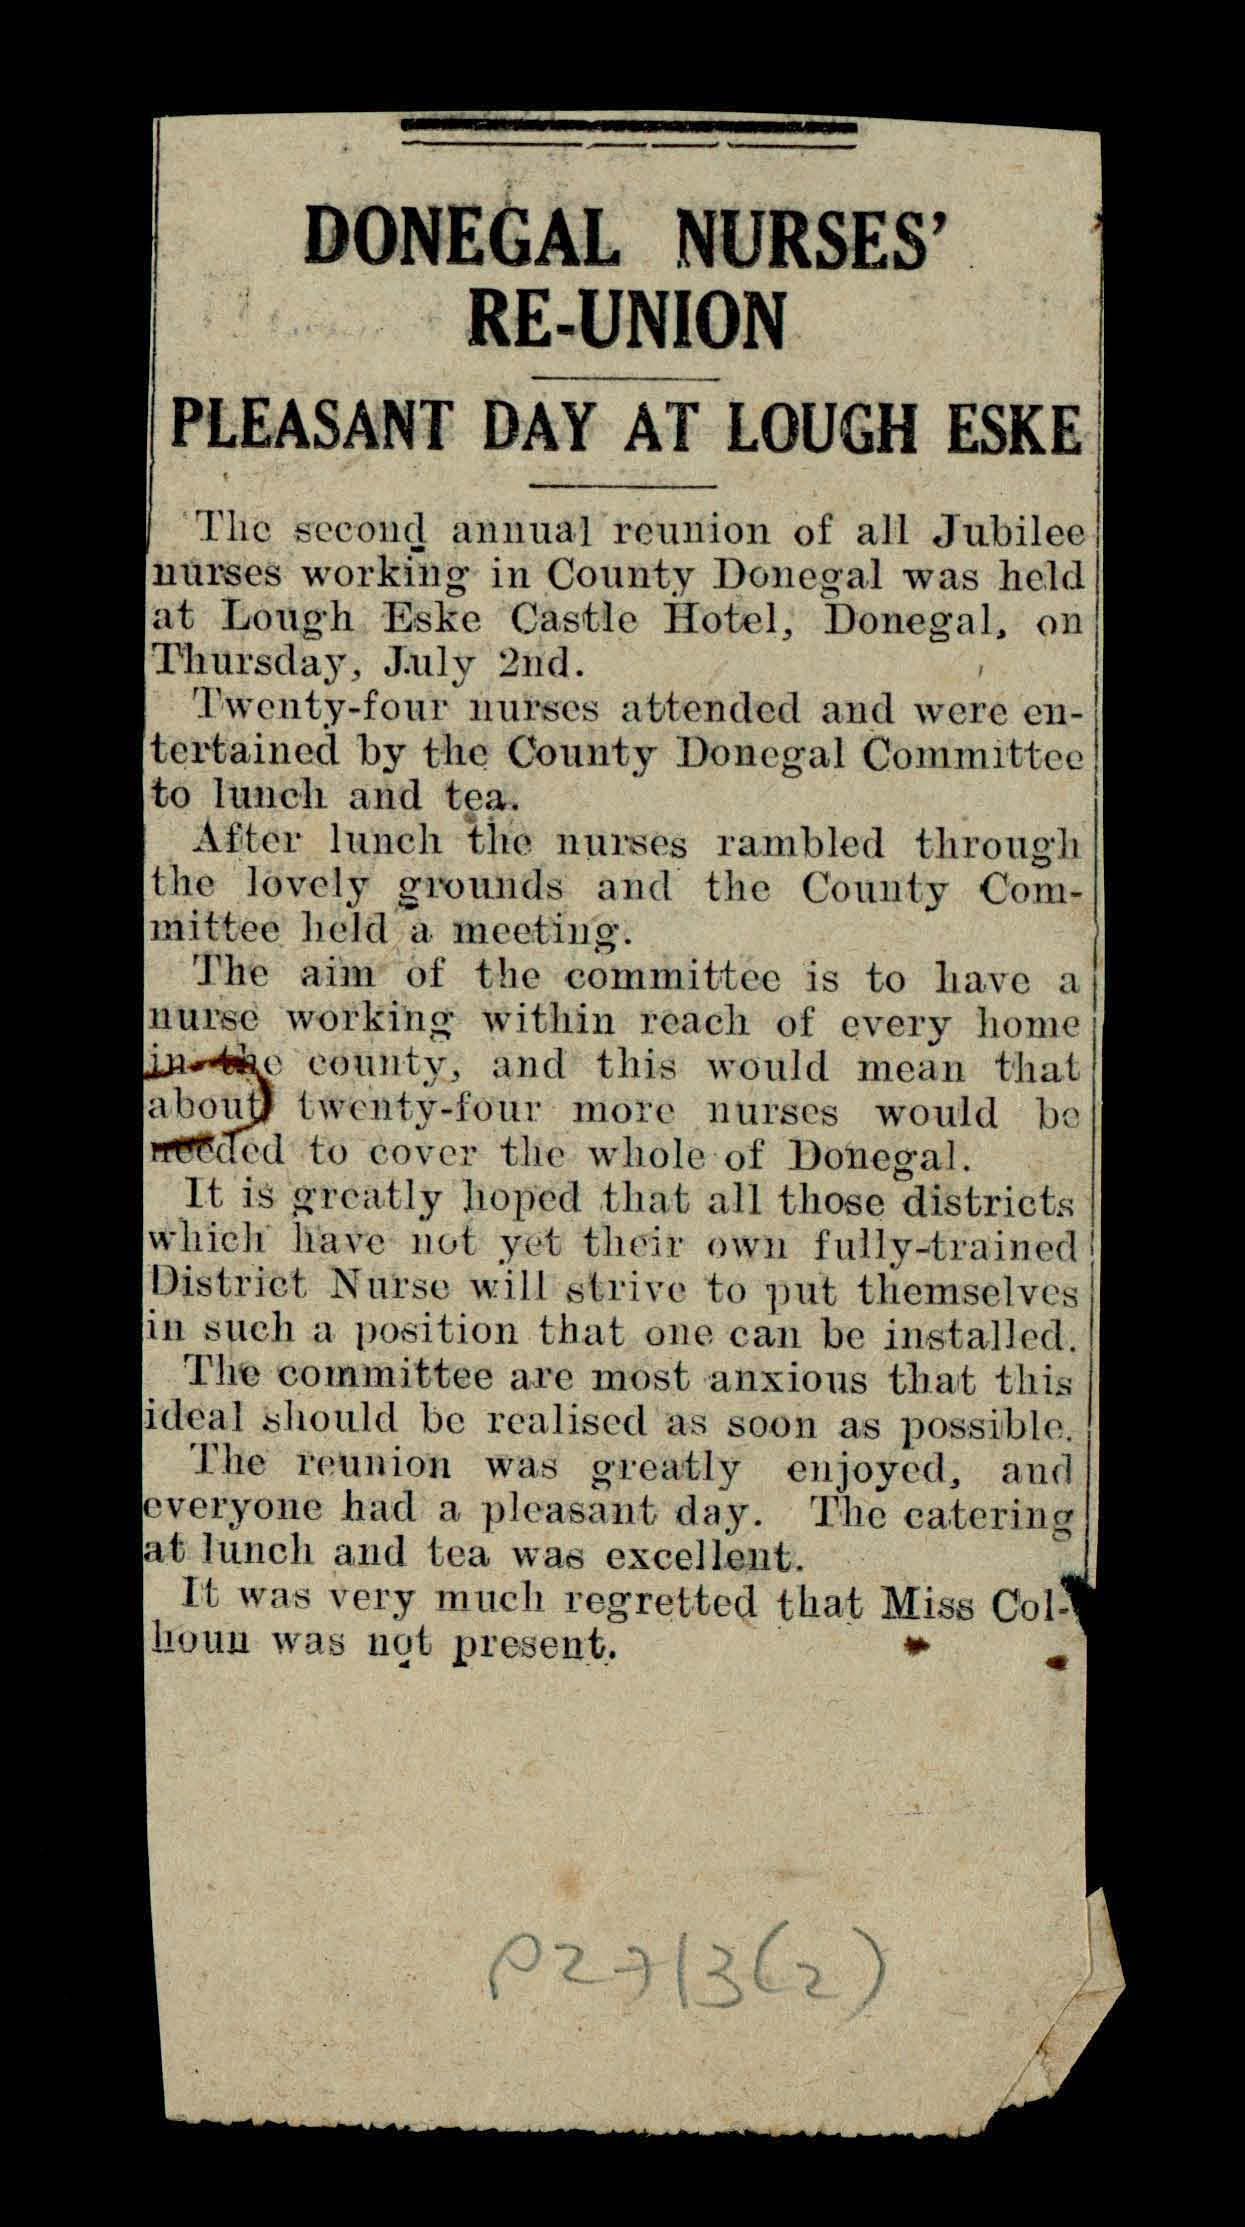 DONEGAL NURSES'
RE-UNION
PLEASANT DAY AT LOUGH ESKE
The second annual reunion of all Jubilee
nurses working in County Donegal was held
at Lough Eske Castle Hotel, Donegal, on
Thursday, July 2nd.
Twenty-four nurses attended and were en-
tertained by the County Donegal Committee
to lunch and tea.
After lunch the nurses rambled through
the lovely grounds and the County Com-
mittee held a meeting.
The aim of the committee is to have a
nurse working within reach of every home
in the county, and this would mean that
about twenty-four more nurses would be
needed to cover the whole of Donegal.
It is greatly hoped that all those districts
which have not yet their own fully-trained
District Nurse will strive to put themselves
in such a position that one can be installed.
The committee are most anxious that this
ideal should be realised as soon as possible.
The reunion was greatly enjoyed, and
everyone had a pleasant day. The catering
at lunch and tea was excellent.
It was very much regretted that Miss Col-
houn was not present.
P27/3(2)